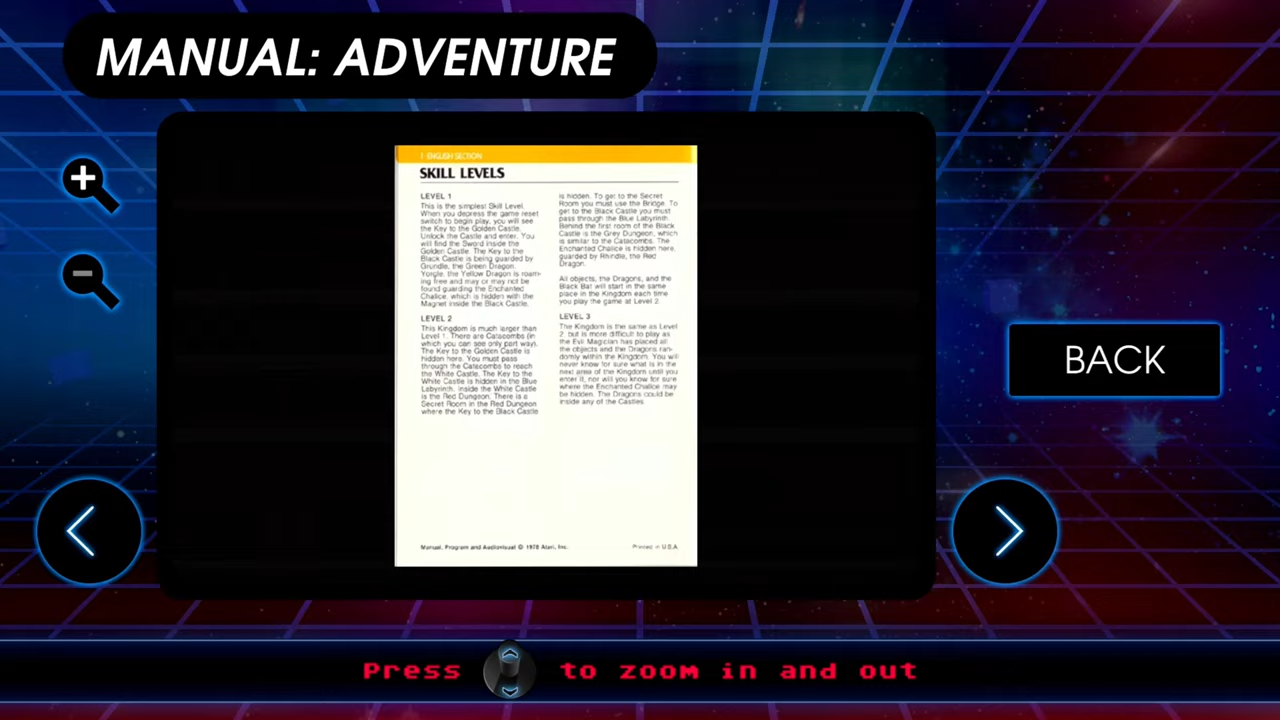 MANUAL: ADVENTURE
ENGLISH SECTION
SKILL LEVELS
LEVEL 1
This is the simplest Skill Level.
When you depress the game reset
switch to begin play, you will see
the Key to the Golden Castle.
Unlock the Castle and enter. You
will find the Sword inside the
Golden Castle. The Key to the
Black Castle is being guarded by
Grundle, the Green Dragon.
Yorgle, the Yellow Dragon is roam-
ing free and may or may not be
found guarding the Enchanted
Chalice, which is hidden with the
Magnet inside the Black Castle.
LEVEL 2
This Kingdom is much larger than
Level 1. There are Catacombs (in
which you can see only part way).
The Key to the Golden Castle is
hidden here. You must pass
through the Catacombs to reach
the White Castle. The Key to the
White Castle is hidden in the Blue
Labyrinth. Inside the White Castle
is the Red Dungeon. There is a
Secret Room in the Red Dungeon
where the Key to the Black Castle
is hidden. To get to the Secret
Room you must use the Bridge. To
get to the Black Castle you must
pass through the Blue Labyrinth.
Behind the first room of the Black
Castle is the Grey Dungeon, which
is similar to the Catacombs. The
Enchanted Chalice is hidden here,
guarded by Rhindle, the Red
Dragon.
All objects, the Dragons, and the
Black Bat will start in the same
place in the Kingdom each time
you play the game at Level 2.
LEVEL 3
The Kingdom is the same as Level
2, but is more difficult to play as
the Evil Magician has placed all
the objects and the Dragons ran-
domly within the Kingdom. You will
never know for sure what is in the
next area of the Kingdom until you
enter it, nor will you know for sure
where the Enchanted Chalice may
be hidden. The Dragons could be
inside any of the Castles.
Manual, Program and Audiovisual © 1978 Atari, Inc.
Printed in U.S.A.
BACK
Press to zoom in and out